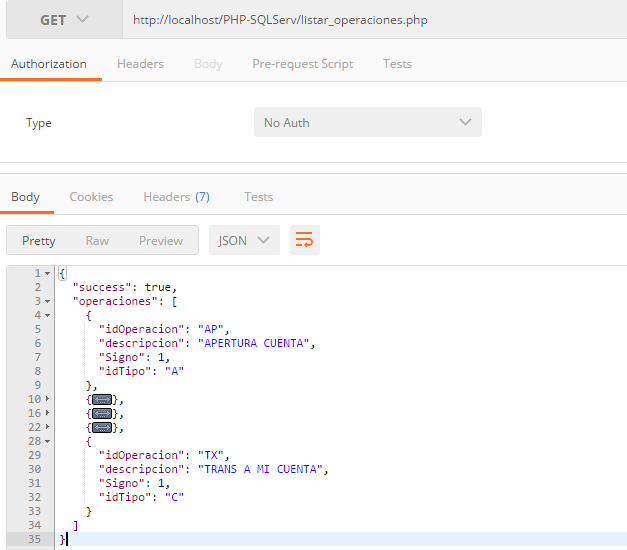 GET http://localhost/PHP-SQLServ/listar_operaciones.php
Authorization Headers Body Pre-request Script Tests
Type No Auth
Body Cookies Headers (7) Tests
Pretty Raw Preview JSON
1 {
2 "success": true,
3 "operaciones": [
4 {
5 "idOperacion": "AP",
6 "descripcion": "APERTURA CUENTA",
7 "Signo": 1,
8 "idTipo": "A"
9 },
10 {},
16 {},
22 {},
28 {
29 "idOperacion": "TX",
30 "descripcion": "TRANS A MI CUENTA",
31 "Signo": 1,
32 "idTipo": "C"
33 }
34 ]
35 }